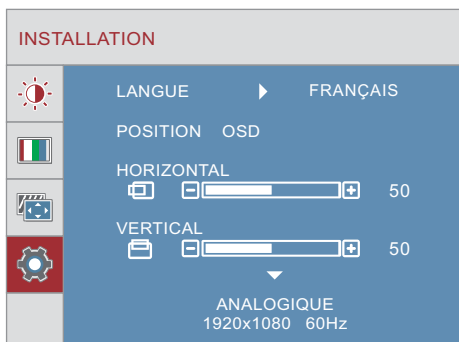 INSTALLATION
LANGUE FRANÇAIS
POSITION OSD
HORIZONTAL
50
VERTICAL
50
ANALOGIQUE
1920x1080 60Hz